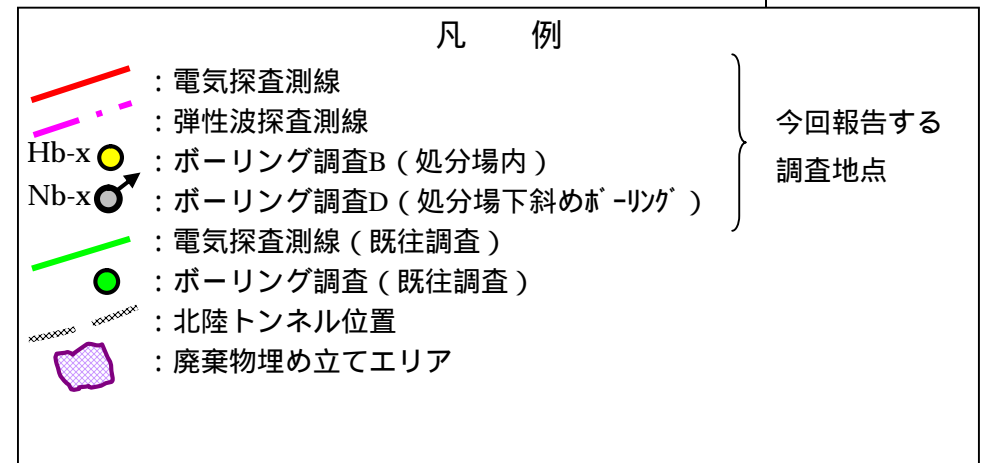 凡 例
：電気探査測線
：弾性波探査測線
Hb-x ：ボーリング調査B（処分場内）
Nb-x ：ボーリング調査D（処分場下斜めﾎﾞｰﾘﾝｸﾞ）
今回報告する
調査地点
：電気探査測線（既往調査）
：ボーリング調査（既往調査）
：北陸トンネル位置
：廃棄物埋め立てエリア